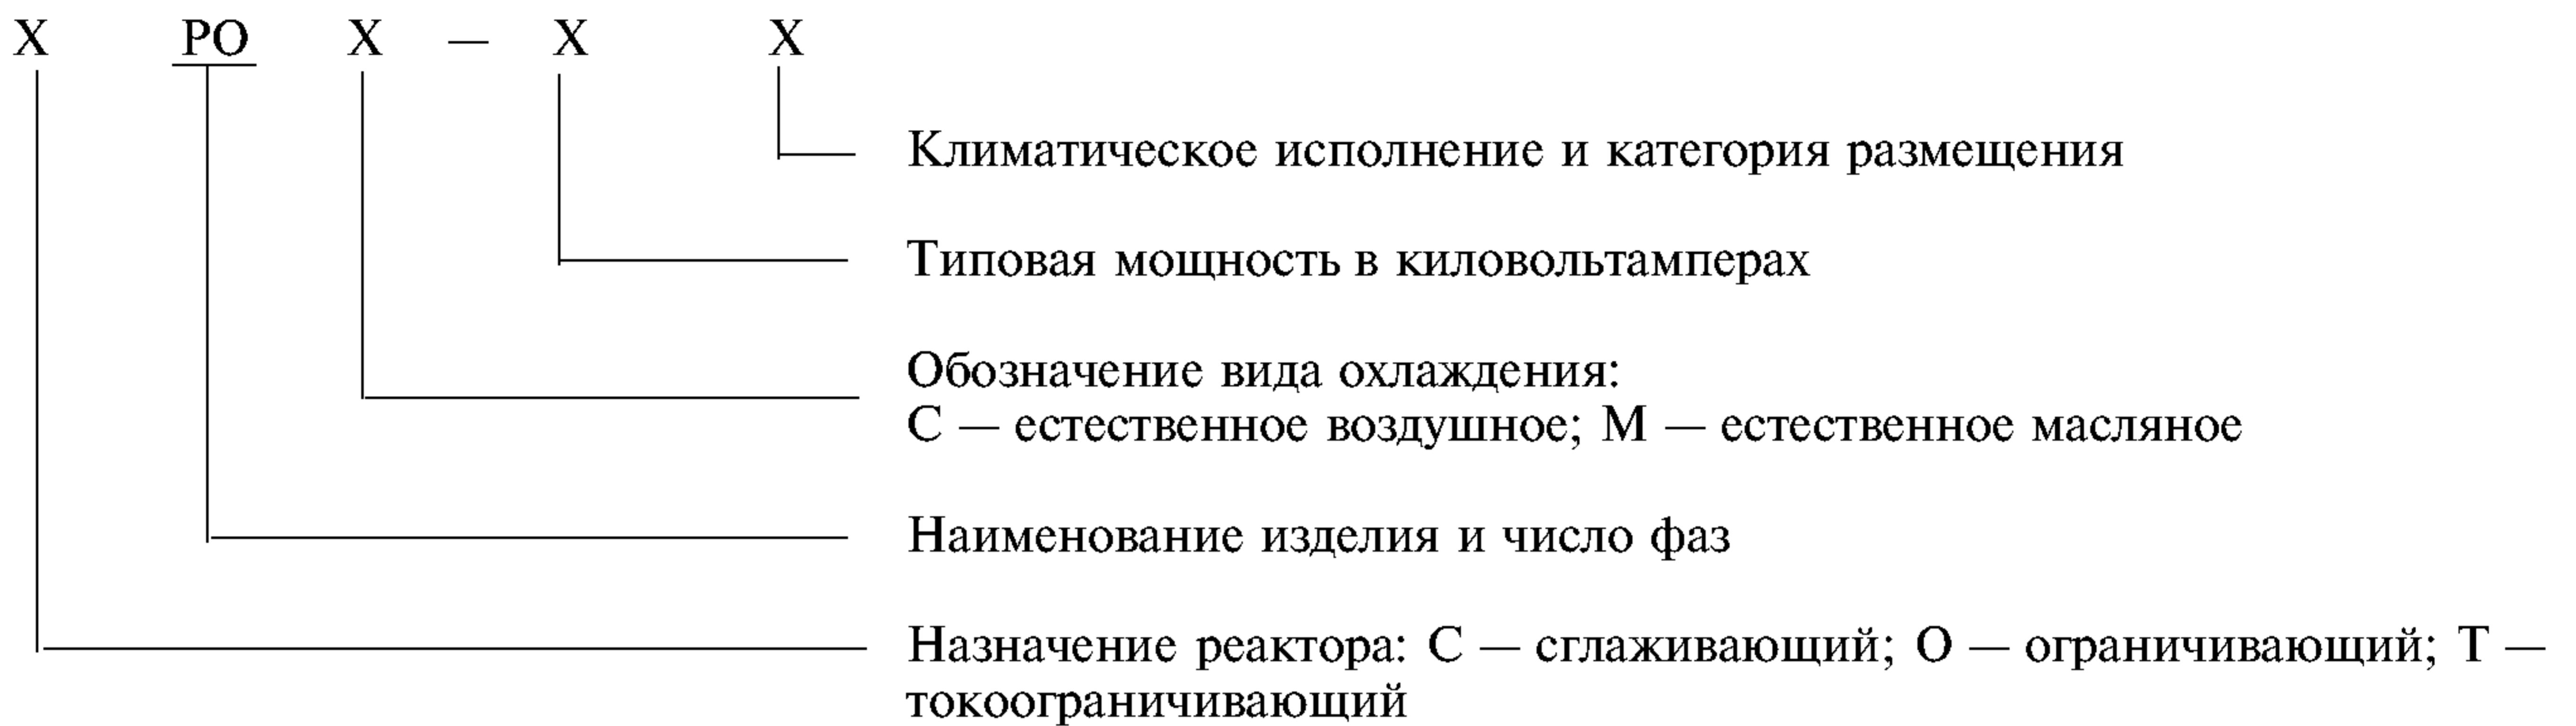 Х РО Х — Х Х
Климатическое исполнение и категория размещения
Типовая мощность в киловольтамперах
Обозначение вида охлаждения:
С — естественное воздушное; М — естественное масляное
Наименование изделия и число фаз
Назначение реактора: С — сглаживающий; О — ограничивающий; Т —
токоограничивающий